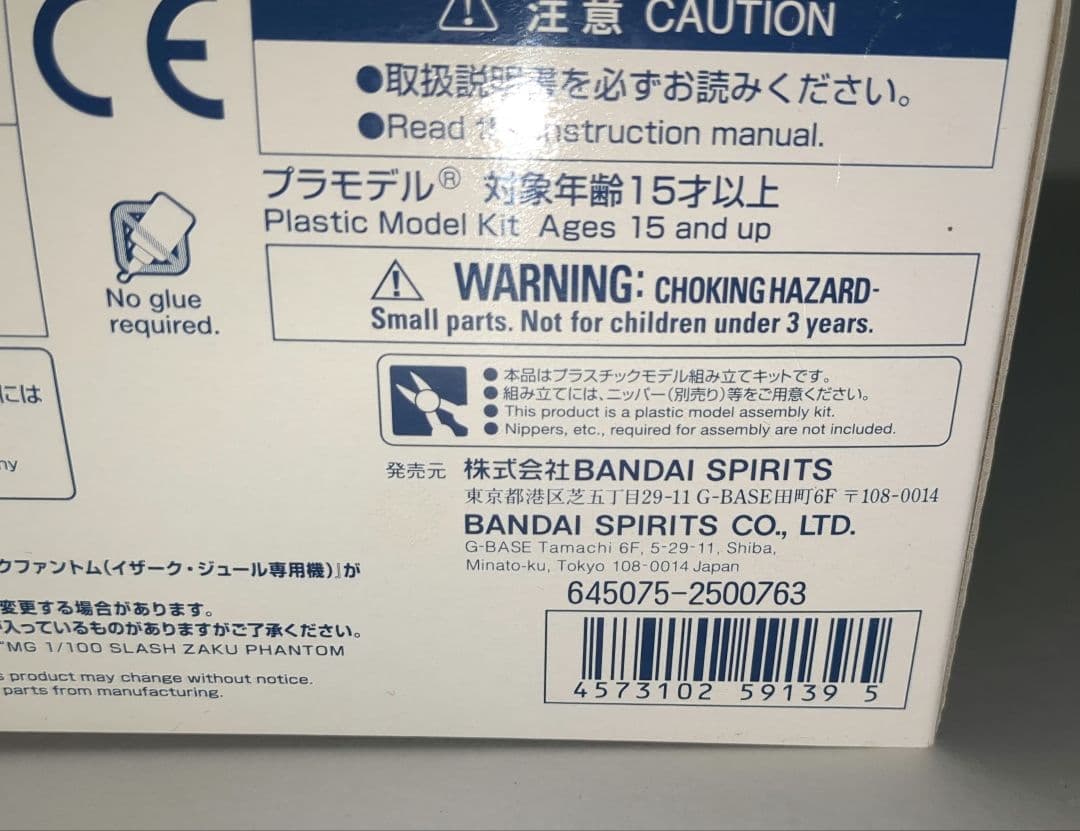 CE
注意 CAUTION
●取扱説明書を必ずお読みください。
●Read the instruction manual.
プラモデル® 対象年齢15才以上
Plastic Model Kit Ages 15 and up
No glue
required.
WARNING: CHOKING HAZARD-
Small parts. Not for children under 3 years.
には
ny
●本品はプラスチックモデル組み立てキットです。
●組み立てには、ニッパー(別売り)等をご用意ください。
●This product is a plastic model assembly kit.
●Nippers, etc., required for assembly are not included.
発売元 株式会社BANDAI SPIRITS
東京都港区芝五丁目29-11 G-BASE田町6F 〒108-0014
BANDAI SPIRITS CO., LTD.
G-BASE Tamachi 6F, 5-29-11, Shiba,
Minato-ku, Tokyo 108-0014 Japan
645075-2500763
4573102 59139 5
クファントム(イザーク・ジュール専用機)』が
変更する場合があります。
入っているものがありますがご了承ください。
"MG 1/100 SLASH ZAKU PHANTOM
s product may change without notice.
parts from manufacturing.